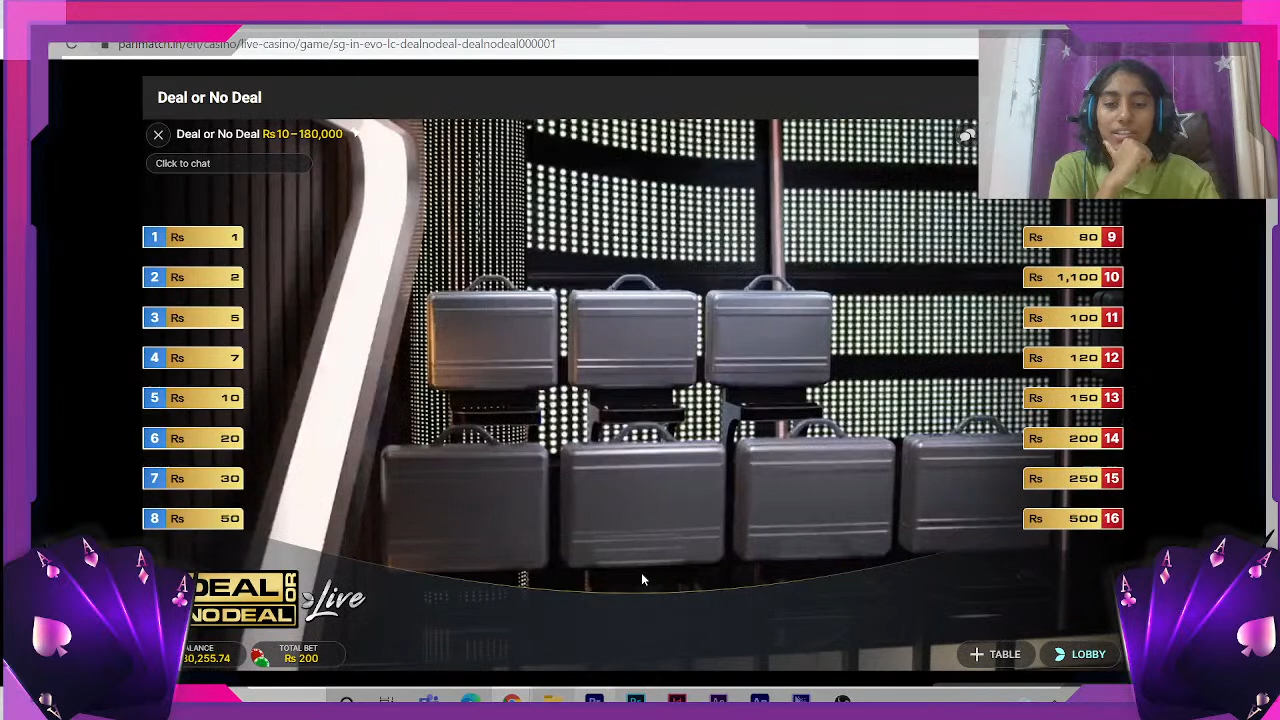 panmatch.in/en/casino/live-casino/game/sg-in-evo-lc-dealnodeal-dealnodeal000001
Deal or No Deal
Deal or No Deal Rs10–180,000
Click to chat
1 Rs 1
2 Rs 2
3 Rs 5
4 Rs 7
5 Rs 10
6 Rs 20
7 Rs 30
8 Rs 50
Rs 80 9
Rs 1,100 10
Rs 100 11
Rs 120 12
Rs 150 13
Rs 200 14
Rs 250 15
Rs 500 16
DEAL OR
NO DEAL
Live
TOTAL BET
Rs 200
TABLE
LOBBY
A A A
A A A